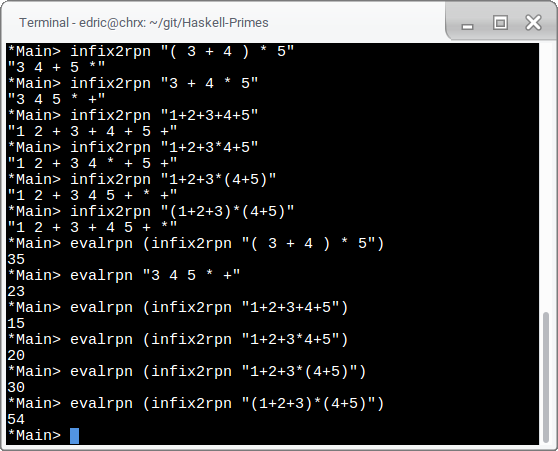 Terminal - edric@chrx: ~/git/Haskell-Primes
*Main> infix2rpn "( 3 + 4 ) * 5"
"3 4 + 5 *"
*Main> infix2rpn "3 + 4 * 5"
"3 4 5 * +"
*Main> infix2rpn "1+2+3+4+5"
"1 2 + 3 + 4 + 5 +"
*Main> infix2rpn "1+2+3*4+5"
"1 2 + 3 4 * + 5 +"
*Main> infix2rpn "1+2+3*(4+5)"
"1 2 + 3 4 5 + * +"
*Main> infix2rpn "(1+2+3)*(4+5)"
"1 2 + 3 + 4 5 + *"
*Main> evalrpn (infix2rpn "( 3 + 4 ) * 5")
35
*Main> evalrpn "3 4 5 * +"
23
*Main> evalrpn (infix2rpn "1+2+3+4+5")
15
*Main> evalrpn (infix2rpn "1+2+3*4+5")
20
*Main> evalrpn (infix2rpn "1+2+3*(4+5)")
30
*Main> evalrpn (infix2rpn "(1+2+3)*(4+5)")
54
*Main>